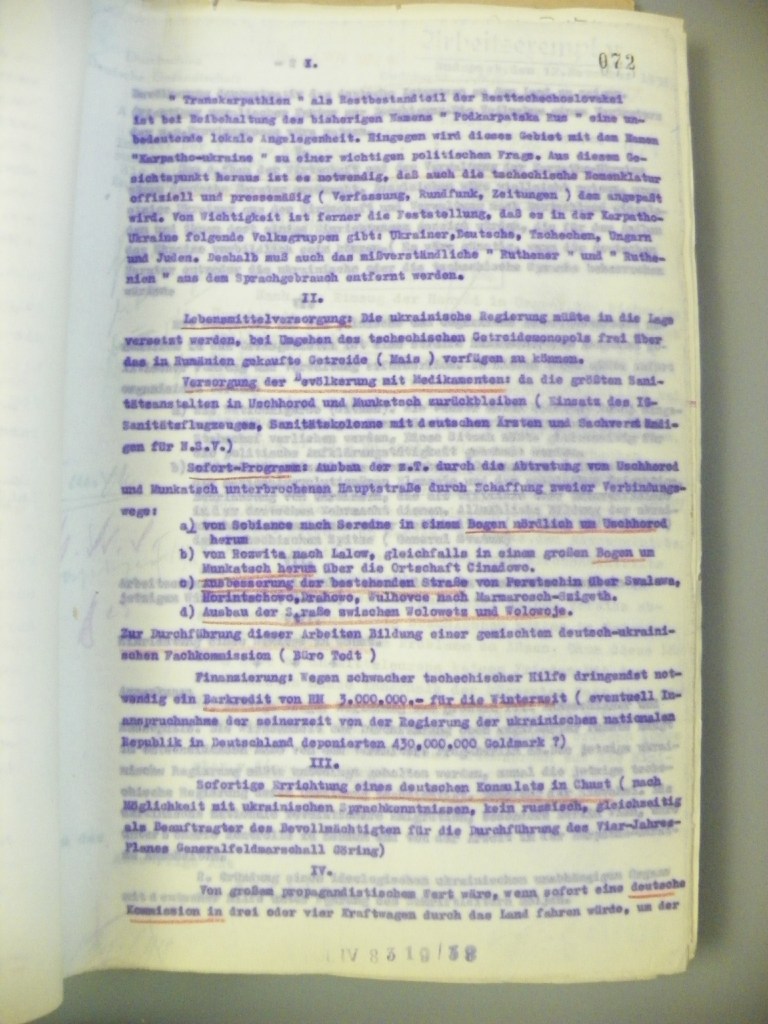 072
I.
" Transkarpathien " als Restbestandteil der Resttschechoslovakei
ist bei Beibehaltung des bisherigen Namens " Podkarpatska Rus " eine un-
bedeutende lokale Angelegenheit. Hingegen wird dieses Gebiet mit dem Namen
"Karpatho-ukraine " zu einer wichtigen politischen Frage. Aus diesem Ge-
sichtspunkt heraus ist es notwendig, daß auch die tschechische Nomenklatur
offiziell und pressemäßig ( Verfassung, Rundfunk, Zeitungen ) dem angepaßt
wird. Von Wichtigkeit ist ferner die Feststellung, daß es in der Karpatho-
Ukraine folgende Volksgruppen gibt: Ukrainer,Deutsche, Tschechen, Ungarn
und Juden. Deshalb muß auch das mißverständliche " Ruthener " und " Ruthe-
nien " aus dem Sprachgebrauch entfernt werden.
II.
Lebensmittelversorgung: Die ukrainische Regierung müßte in die Lage
versetzt werden, bei Umgehen des tschechischen Getreidemonopols frei über
das in Rumänien gekaufte Getreide ( Mais ) verfügen zu können.
Versorgung der Bevölkerung mit Medikamenten: da die größten Sani-
tätsanstalten in Uschhorod und Munkatsch zurückbleiben ( Einsatz des
Sanitätsflugzeuges, Sanitätskolonne mit deutschen Ärzten und Sachverständi-
gen für N.S.V.)
b) Sofort-Programm: Ausbau der z.T. durch die Abtretung von Uschhorod
und Munkatsch unterbrochenen Hauptstraße durch Schaffung zweier Verbindungs-
wege:
a) von Sobiance nach Seredne in einem Bogen nördlich um Uschhorod
herum
b) von Roswita nach Lalow, gleichfalls in einem großen Bogen um
Munkatsch herum über die Ortschaft Cinadowo.
c) Ausbesserung der bestehenden Straße von Peretschin über Swalawa,
Horintschowo,Drahowo, Wulhovce nach Marmarosch-Szigeth.
d) Ausbau der Straße zwischen Wolowetz und Wolowoje.
Zur Durchführung dieser Arbeiten Bildung einer gemischten deutsch-ukraini-
schen Fachkommission ( Büro Todt )
Finanzierung: Wegen schwacher tschechischer Hilfe dringendst not-
wendig ein Barkredit von RM 3.000.000.- für die Winterzeit ( eventuell In-
anspruchnahme der seinerzeit von der Regierung der ukrainischen nationalen
Republik in Deutschland deponierten 430.000.000 Goldmark ?)
III.
Sofortige Errichtung eines deutschen Konsulats in Chust ( nach
Möglichkeit mit ukrainischen Sprachkenntnissen, kein russisch, gleichzeitig
als Beauftragter des Bevollmächtigten für die Durchführung des Vier-Jahres-
Planes Generalfeldmarschall Göring)
IV.
Von großem propagandistischem Wert wäre, wenn sofort eine deutsche
Kommission in drei oder vier Kraftwagen durch das Land fahren würde, um der